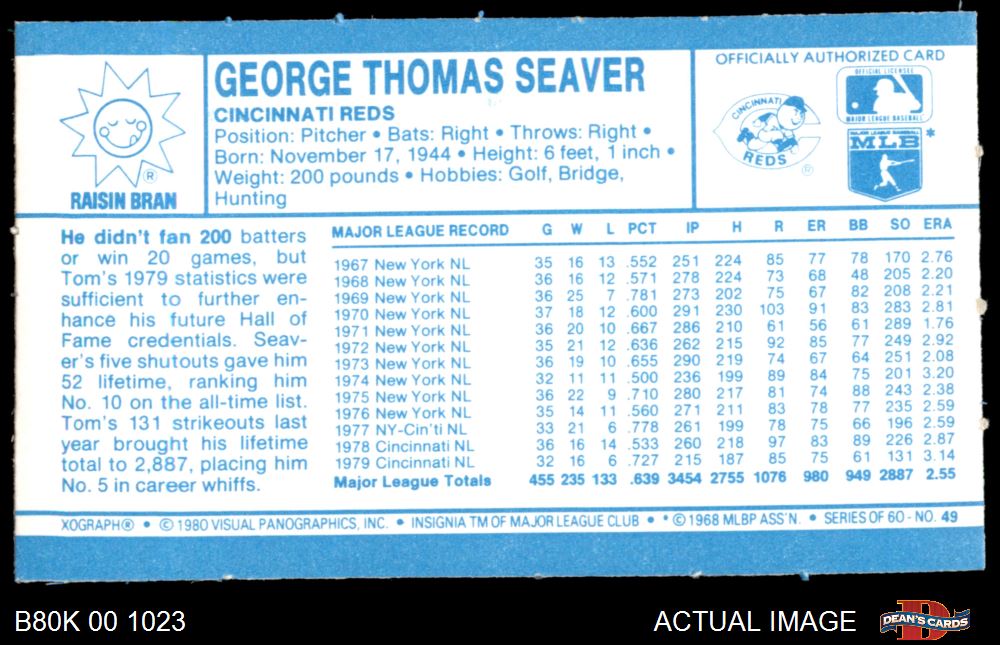 RAISIN BRAN
®
GEORGE THOMAS SEAVER
CINCINNATI REDS
Position: Pitcher • Bats: Right • Throws: Right •
Born: November 17, 1944 • Height: 6 feet, 1 inch •
Weight: 200 pounds • Hobbies: Golf, Bridge,
Hunting
OFFICIALLY AUTHORIZED CARD
CINCINNATI
REDS
®
OFFICIAL LICENSEE
MAJOR LEAGUE BASEBALL
MAJOR LEAGUE BASEBALL
MLB *
He didn't fan 200 batters
or win 20 games, but
Tom's 1979 statistics were
sufficient to further en-
hance his future Hall of
Fame credentials. Seav-
er's five shutouts gave him
52 lifetime, ranking him
No. 10 on the all-time list.
Tom's 131 strikeouts last
year brought his lifetime
total to 2,887, placing him
No. 5 in career whiffs.
MAJOR LEAGUE RECORD G W L PCT IP H R ER BB SO ERA
1967 New York NL 35 16 13 .552 251 224 85 77 78 170 2.76
1968 New York NL 36 16 12 .571 278 224 73 68 48 205 2.20
1969 New York NL 36 25 7 .781 273 202 75 67 82 208 2.21
1970 New York NL 37 18 12 .600 291 230 103 91 83 283 2.81
1971 New York NL 36 20 10 .667 286 210 61 56 61 289 1.76
1972 New York NL 35 21 12 .636 262 215 92 85 77 249 2.92
1973 New York NL 36 19 10 .655 290 219 74 67 64 251 2.08
1974 New York NL 32 11 11 .500 236 199 89 84 75 201 3.20
1975 New York NL 36 22 9 .710 280 217 81 74 88 243 2.38
1976 New York NL 35 14 11 .560 271 211 83 78 77 235 2.59
1977 NY-Cin'ti NL 33 21 6 .778 261 199 78 75 66 196 2.59
1978 Cincinnati NL 36 16 14 .533 260 218 97 83 89 226 2.87
1979 Cincinnati NL 32 16 6 .727 215 187 85 75 61 131 3.14
Major League Totals 455 235 133 .639 3454 2755 1076 980 949 2887 2.55
XOGRAPH® • © 1980 VISUAL PANOGRAPHICS, INC. • INSIGNIA TM OF MAJOR LEAGUE CLUB • * © 1968 MLBP ASS'N. • SERIES OF 60 - NO. 49
B80K 00 1023
ACTUAL IMAGE
DEAN'S CARDS